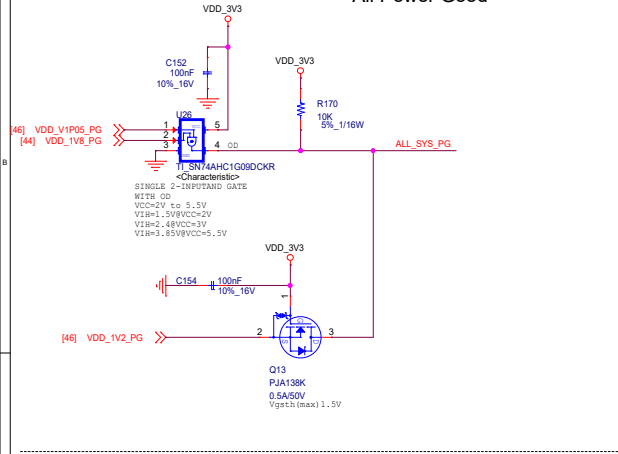 All Power Good
VDD_3V3
C152
100nF
10%_16V
VDD_3V3
R170
10K
5%_1/16W
U26
[46] VDD_V1P05_PG
[44] VDD_1V8_PG
1
2
3
5
4
OD
ALL_SYS_PG
B
TI_SN74AHC1G09DCKR
<Characteristic>
SINGLE 2-INPUTAND GATE
WITH OD
VCC=2V to 5.5V
VIH=1.5V@VCC=2V
VIH=2.4@VCC=3V
VIH=3.85V@VCC=5.5V
VDD_3V3
C154
100nF
10%_16V
1
G
[46] VDD_1V2_PG
2
S
D
3
Q13
PJA138K
0.5A/50V
Vgsth(max)1.5V